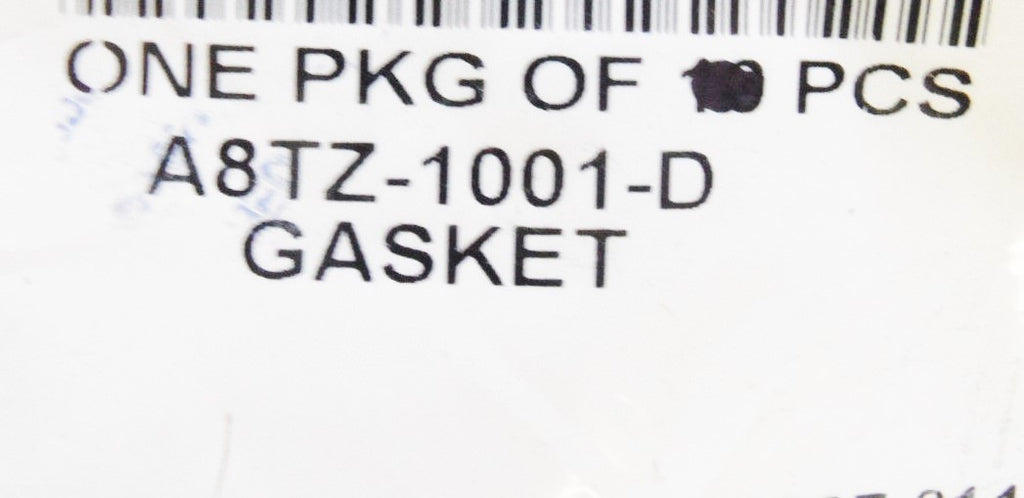 ONE PKG OF PCS
A8TZ-1001-D
GASKET